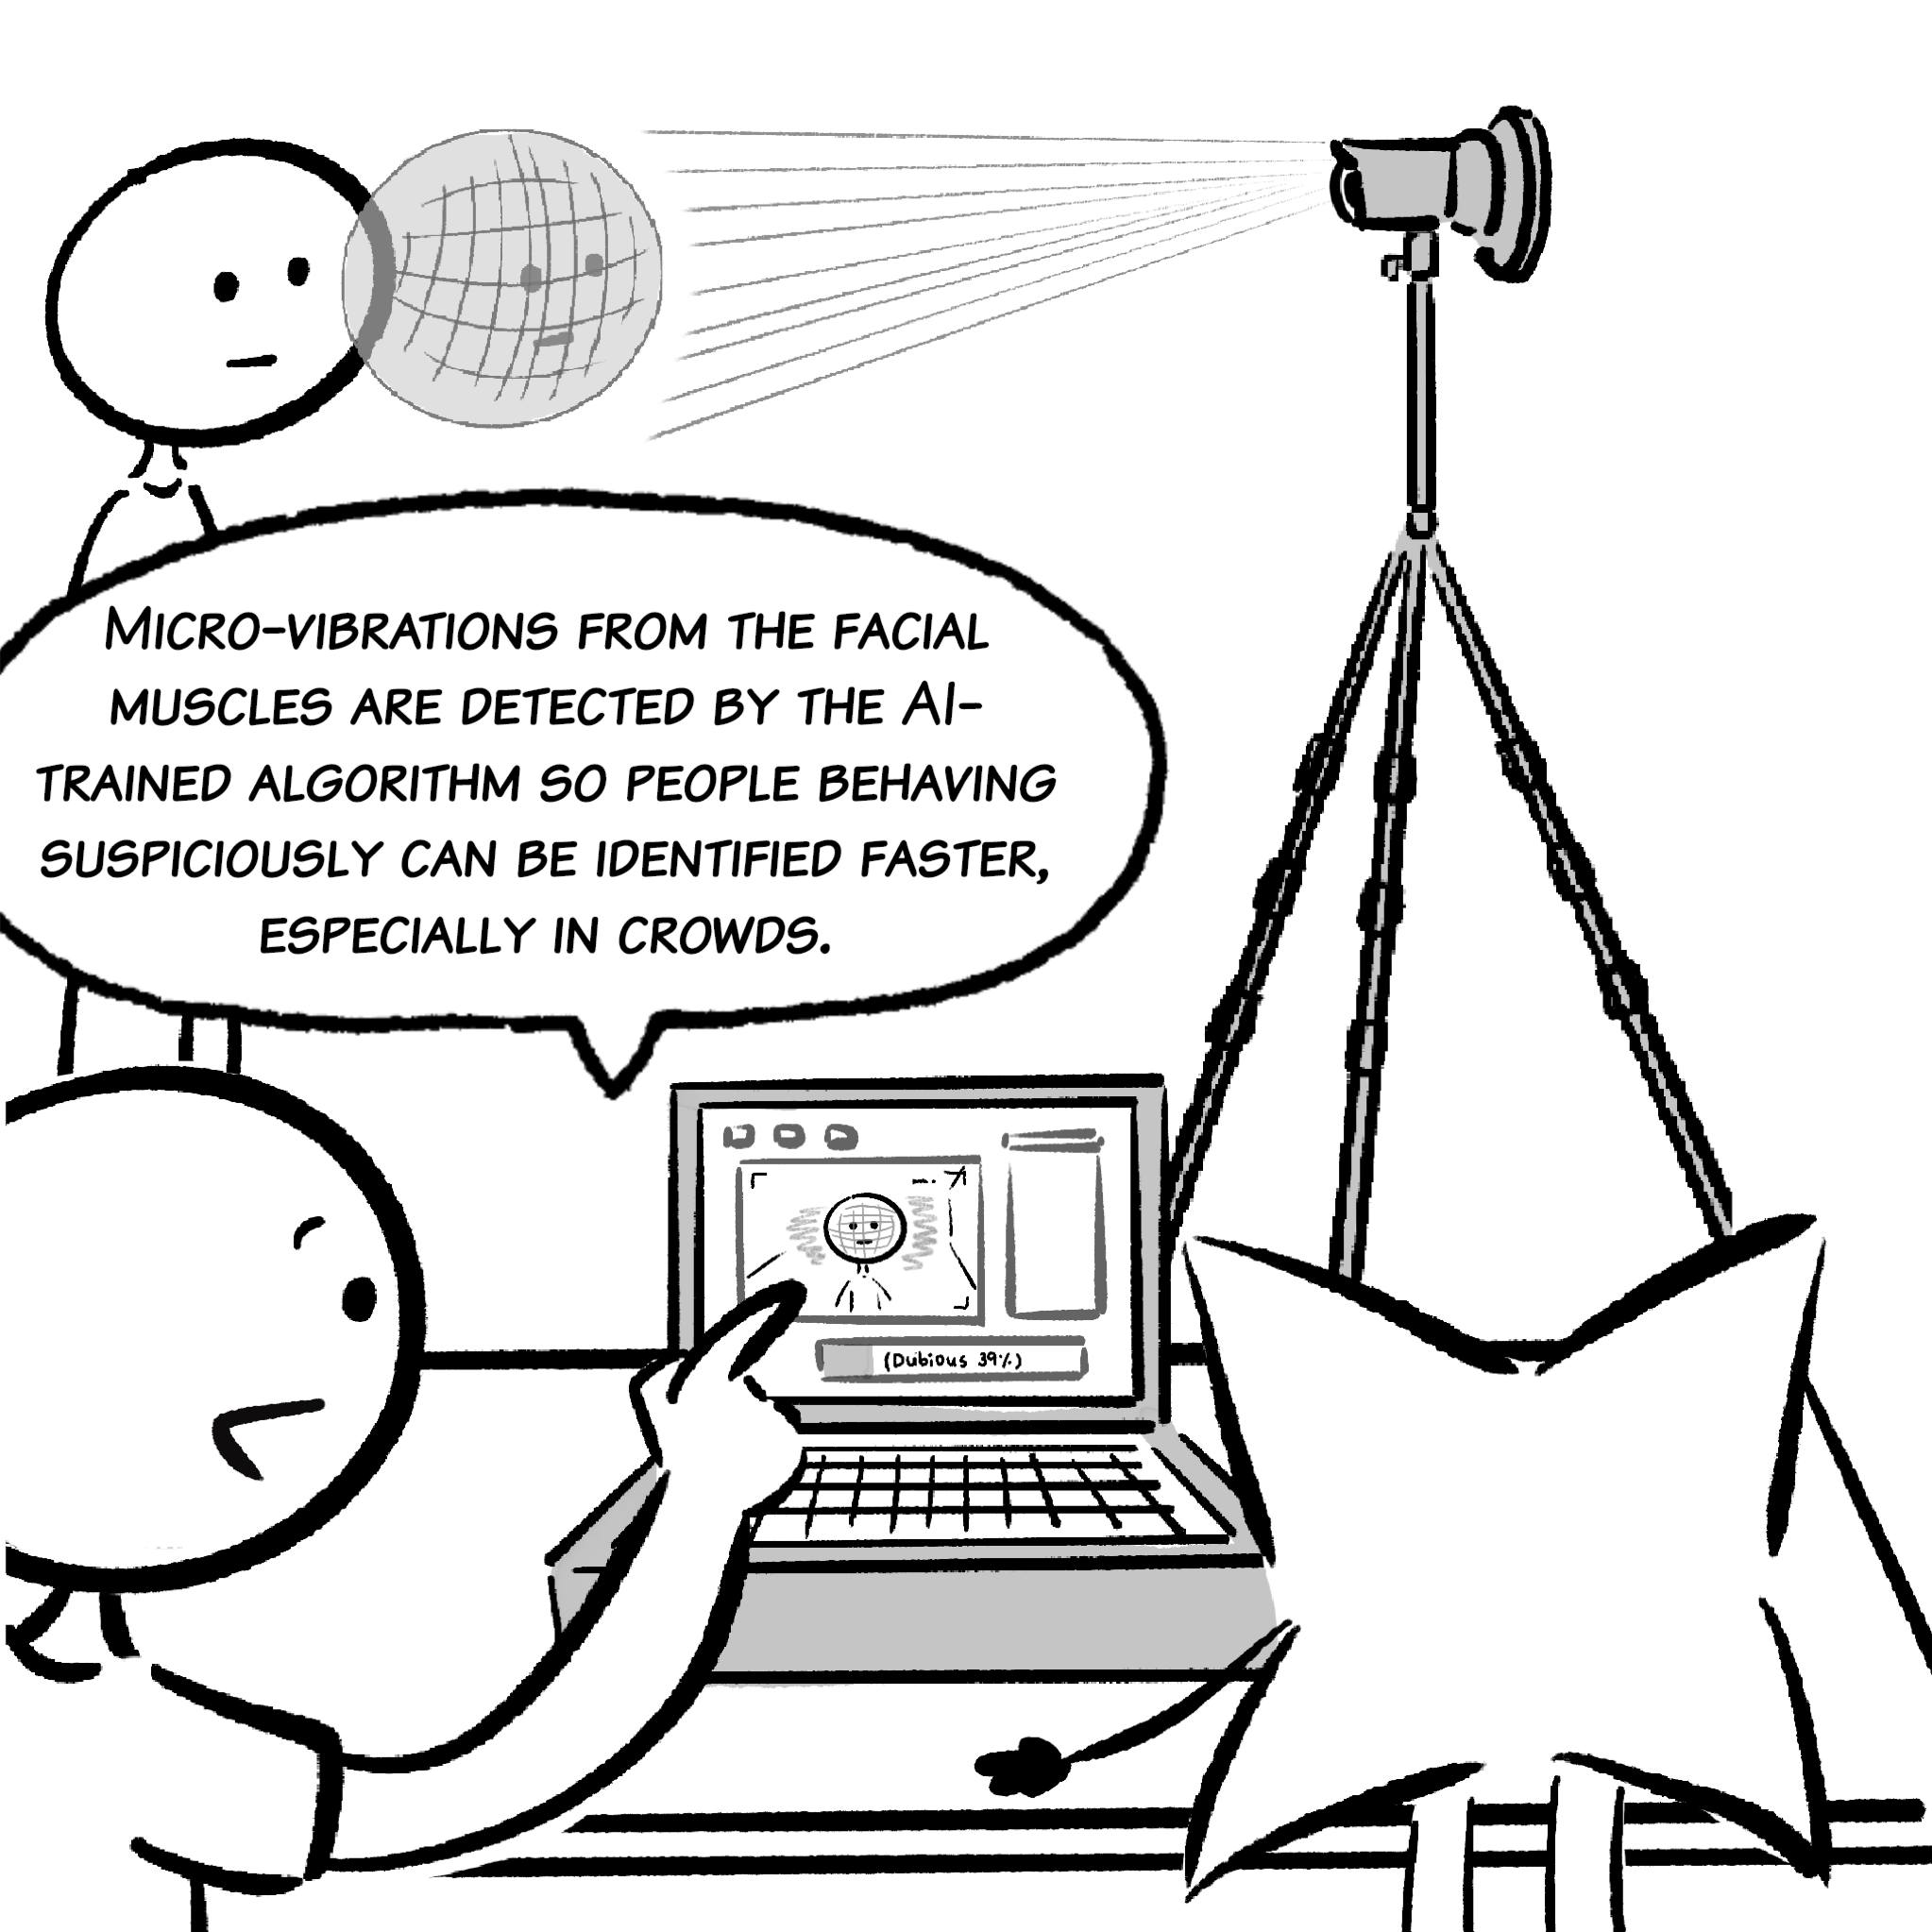 MICRO-VIBRATIONS FROM THE FACIAL
MUSCLES ARE DETECTED BY THE AI-
TRAINED ALGORITHM SO PEOPLE BEHAVING
SUSPICIOUSLY CAN BE IDENTIFIED FASTER,
ESPECIALLY IN CROWDS.
(Dubious 39%)